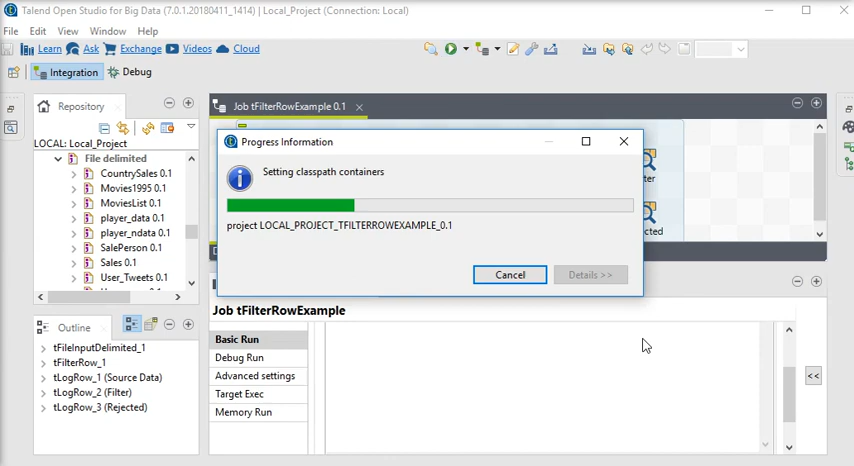 Talend Open Studio for Big Data (7.0.1.20180411_1414) | Local_Project (Connection: Local)
File Edit View Window Help
Learn Ask Exchange Videos Cloud
Integration Debug
Repository
LOCAL: Local_Project
File delimited
CountrySales 0.1
Movies1995 0.1
MoviesList 0.1
player_data 0.1
player_ndata 0.1
SalePerson 0.1
Sales 0.1
User_Tweets 0.1
Job tFilterRowExample 0.1
Progress Information
Setting classpath containers
project LOCAL_PROJECT_TFILTERROWEXAMPLE_0.1
Cancel
Details >>
Outline
tFileInputDelimited_1
tFilterRow_1
tLogRow_1 (Source Data)
tLogRow_2 (Filter)
tLogRow_3 (Rejected)
Job tFilterRowExample
Basic Run
Debug Run
Advanced settings
Target Exec
Memory Run
<<